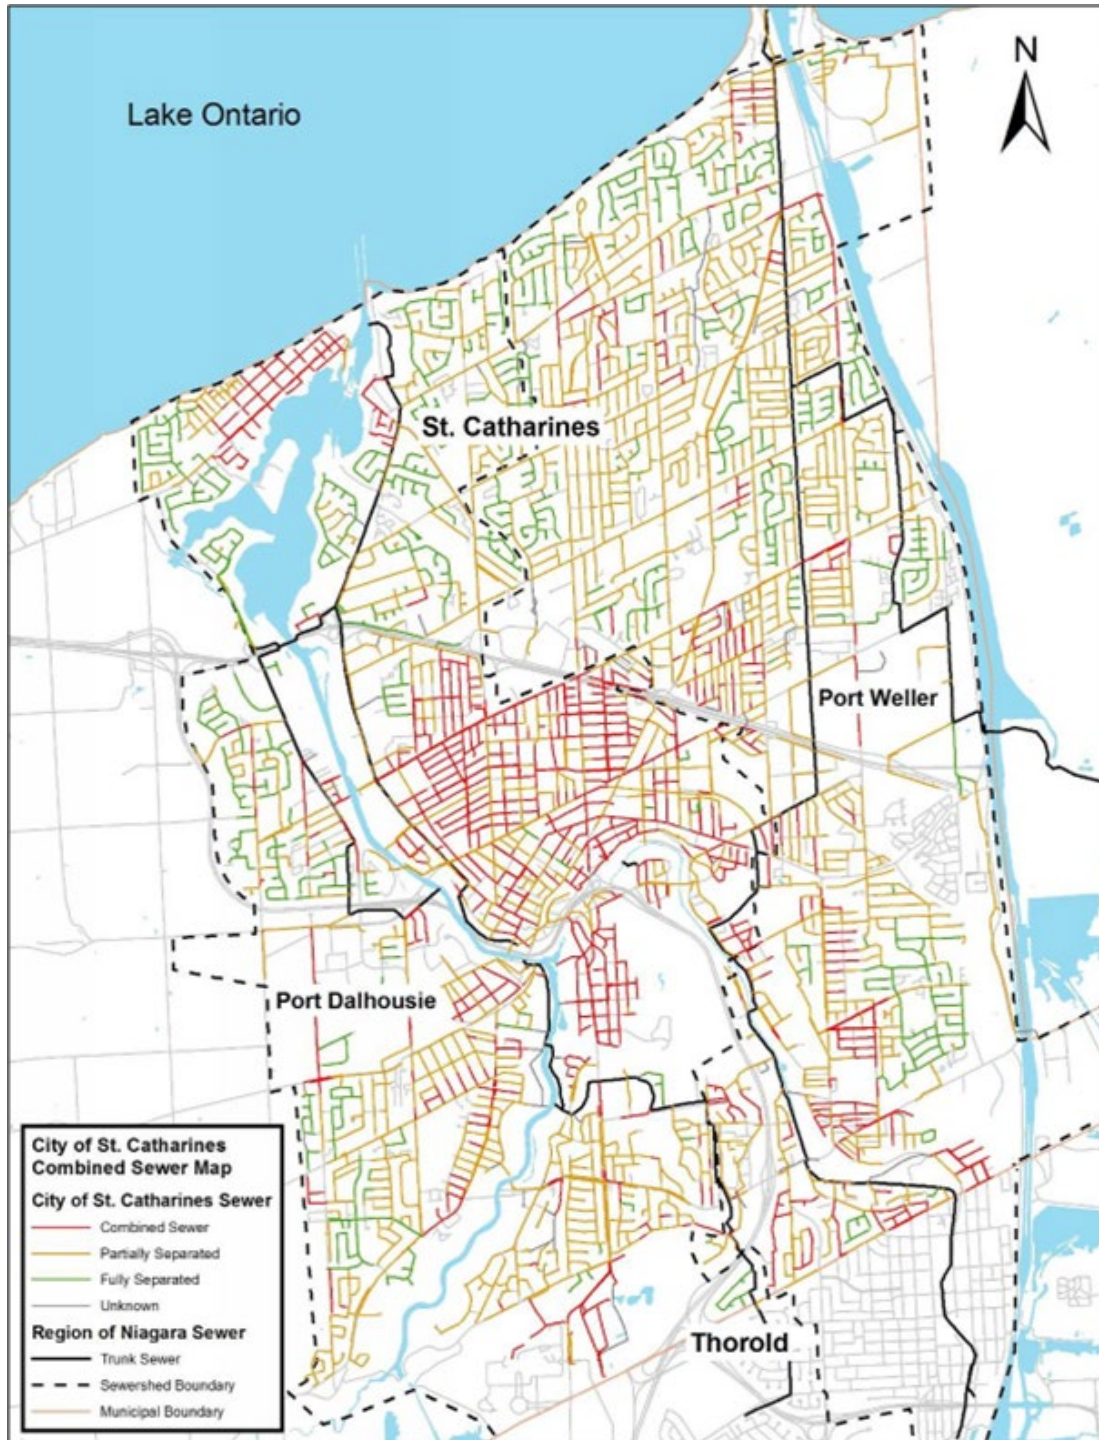 Lake Ontario
N
St. Catharines
Port Weller
Port Dalhousie
Thorold
City of St. Catharines
Combined Sewer Map
City of St. Catharines Sewer
Combined Sewer
Partially Separated
Fully Separated
Unknown
Region of Niagara Sewer
Trunk Sewer
Sewershed Boundary
Municipal Boundary